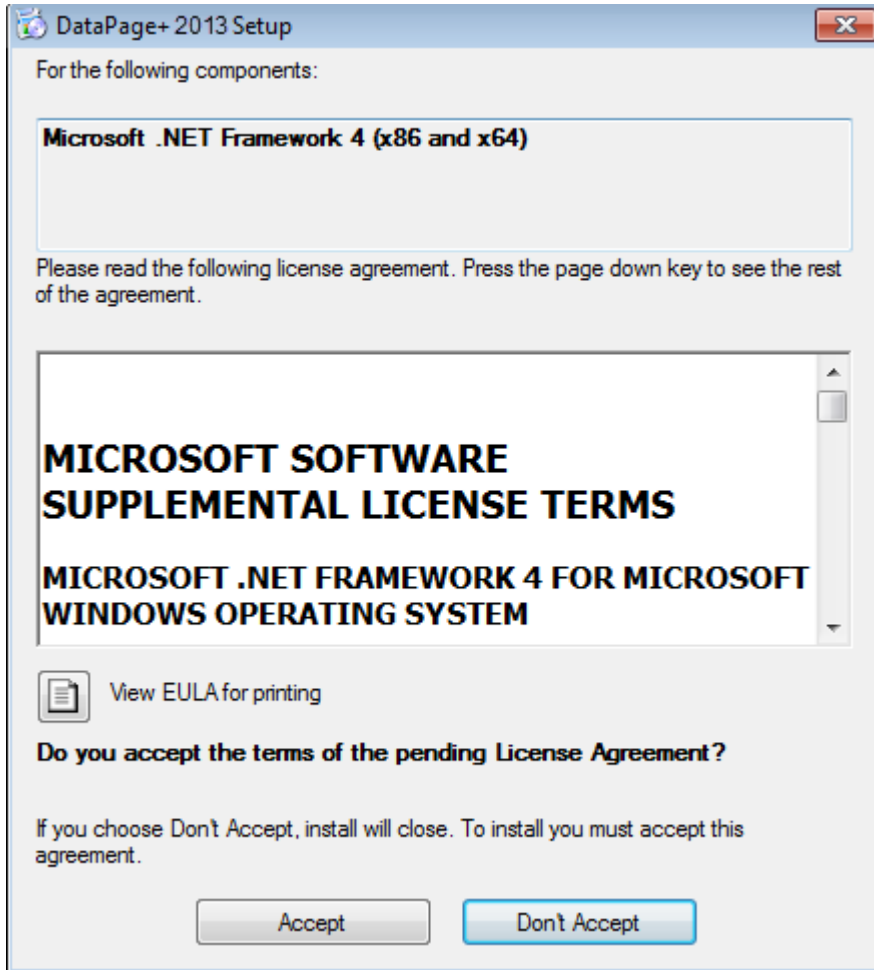 DataPage+ 2013 Setup
For the following components:
Microsoft .NET Framework 4 (x86 and x64)
Please read the following license agreement. Press the page down key to see the rest
of the agreement.
MICROSOFT SOFTWARE
SUPPLEMENTAL LICENSE TERMS
MICROSOFT .NET FRAMEWORK 4 FOR MICROSOFT
WINDOWS OPERATING SYSTEM
View EULA for printing
Do you accept the terms of the pending License Agreement?
If you choose Don't Accept, install will close. To install you must accept this
agreement.
Accept
Don't Accept